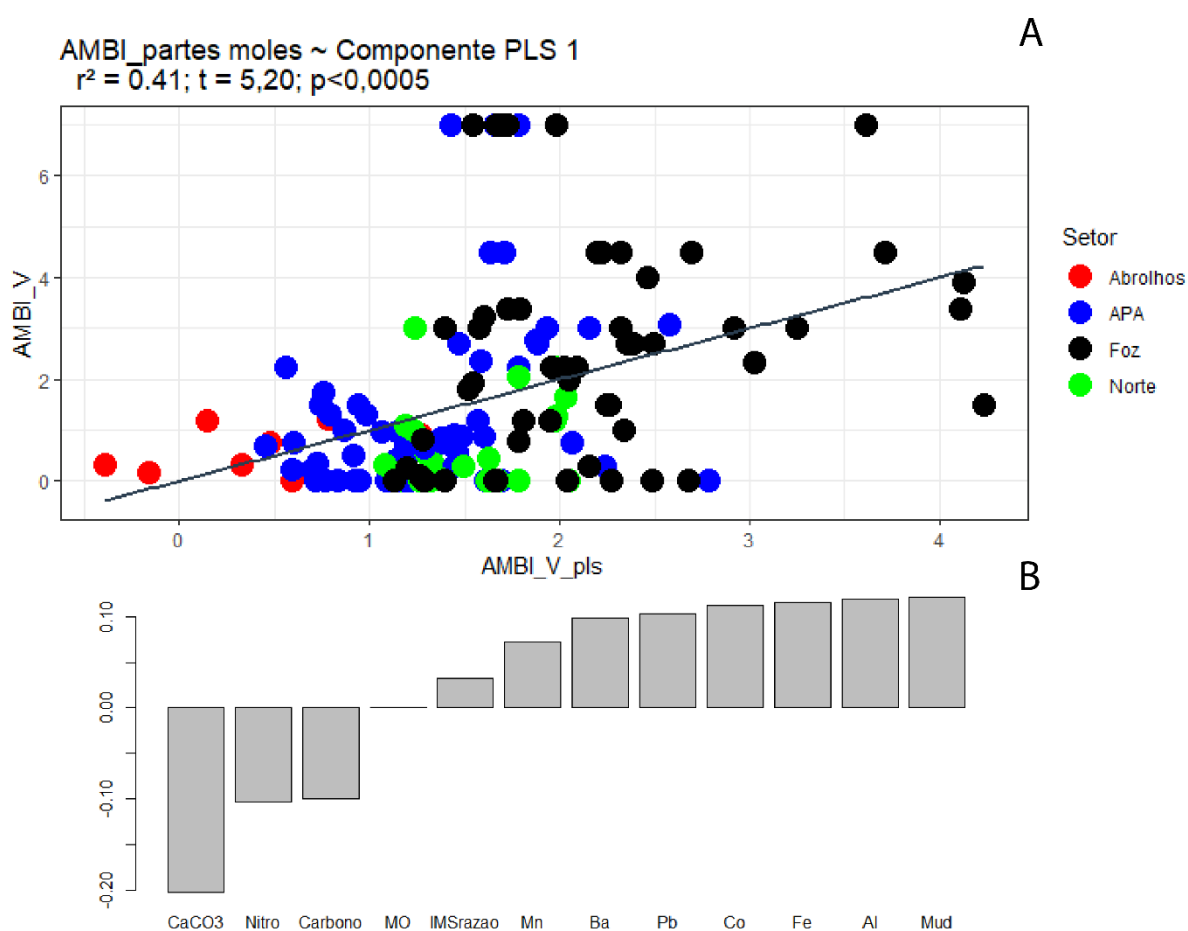 A
AMBI_partes moles ~ Componente PLS 1
r² = 0.41; t = 5,20; p<0,0005
6
4
2
0
AMBI_V
0 1 2 3 4
AMBI_V_pls
Setor
Abrolhos
APA
Foz
Norte
B
0.10
0.00
-0.10
-0.20
CaCO3 Nitro Carbono MO IMSrazao Mn Ba Pb Co Fe Al Mud